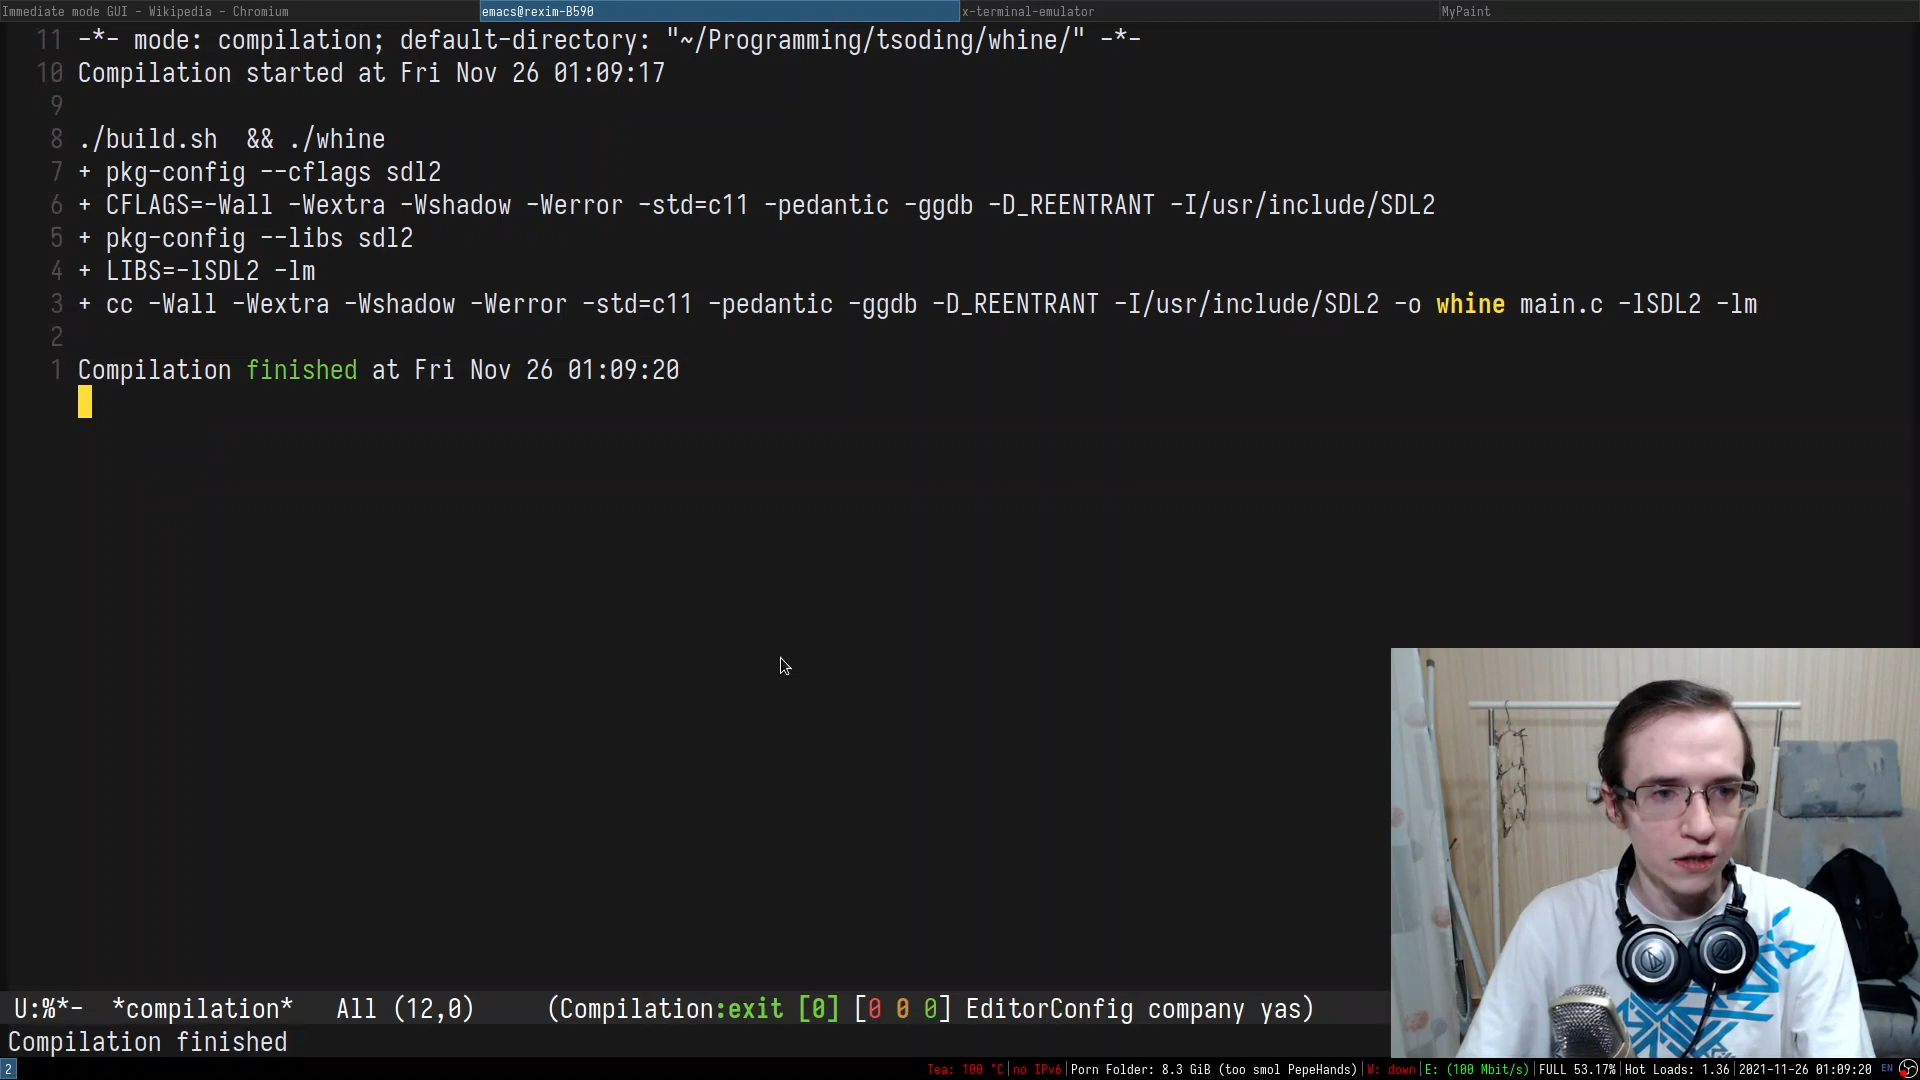 Immediate mode GUI - Wikipedia - Chromium
emacs@rexim-B590
x-terminal-emulator
MyPaint
11 -*- mode: compilation; default-directory: "~/Programming/tsoding/whine/" -*-
10 Compilation started at Fri Nov 26 01:09:17
9
8 ./build.sh  && ./whine
7 + pkg-config --cflags sdl2
6 + CFLAGS=-Wall -Wextra -Wshadow -Werror -std=c11 -pedantic -ggdb -D_REENTRANT -I/usr/include/SDL2
5 + pkg-config --libs sdl2
4 + LIBS=-lSDL2 -lm
3 + cc -Wall -Wextra -Wshadow -Werror -std=c11 -pedantic -ggdb -D_REENTRANT -I/usr/include/SDL2 -o whine main.c -lSDL2 -lm
2
1 Compilation finished at Fri Nov 26 01:09:20
U:%*-  *compilation*   All (12,0)     (Compilation:exit [0] [0 0 0] EditorConfig company yas)
Compilation finished
2 Tea: 100 °C|no IPv6|Porn Folder: 8.3 GiB (too smol PepeHands)|W: down|E: (100 Mbit/s)|FULL 53.17%|Hot Loads: 1.36|2021-11-26 01:09:20 EN